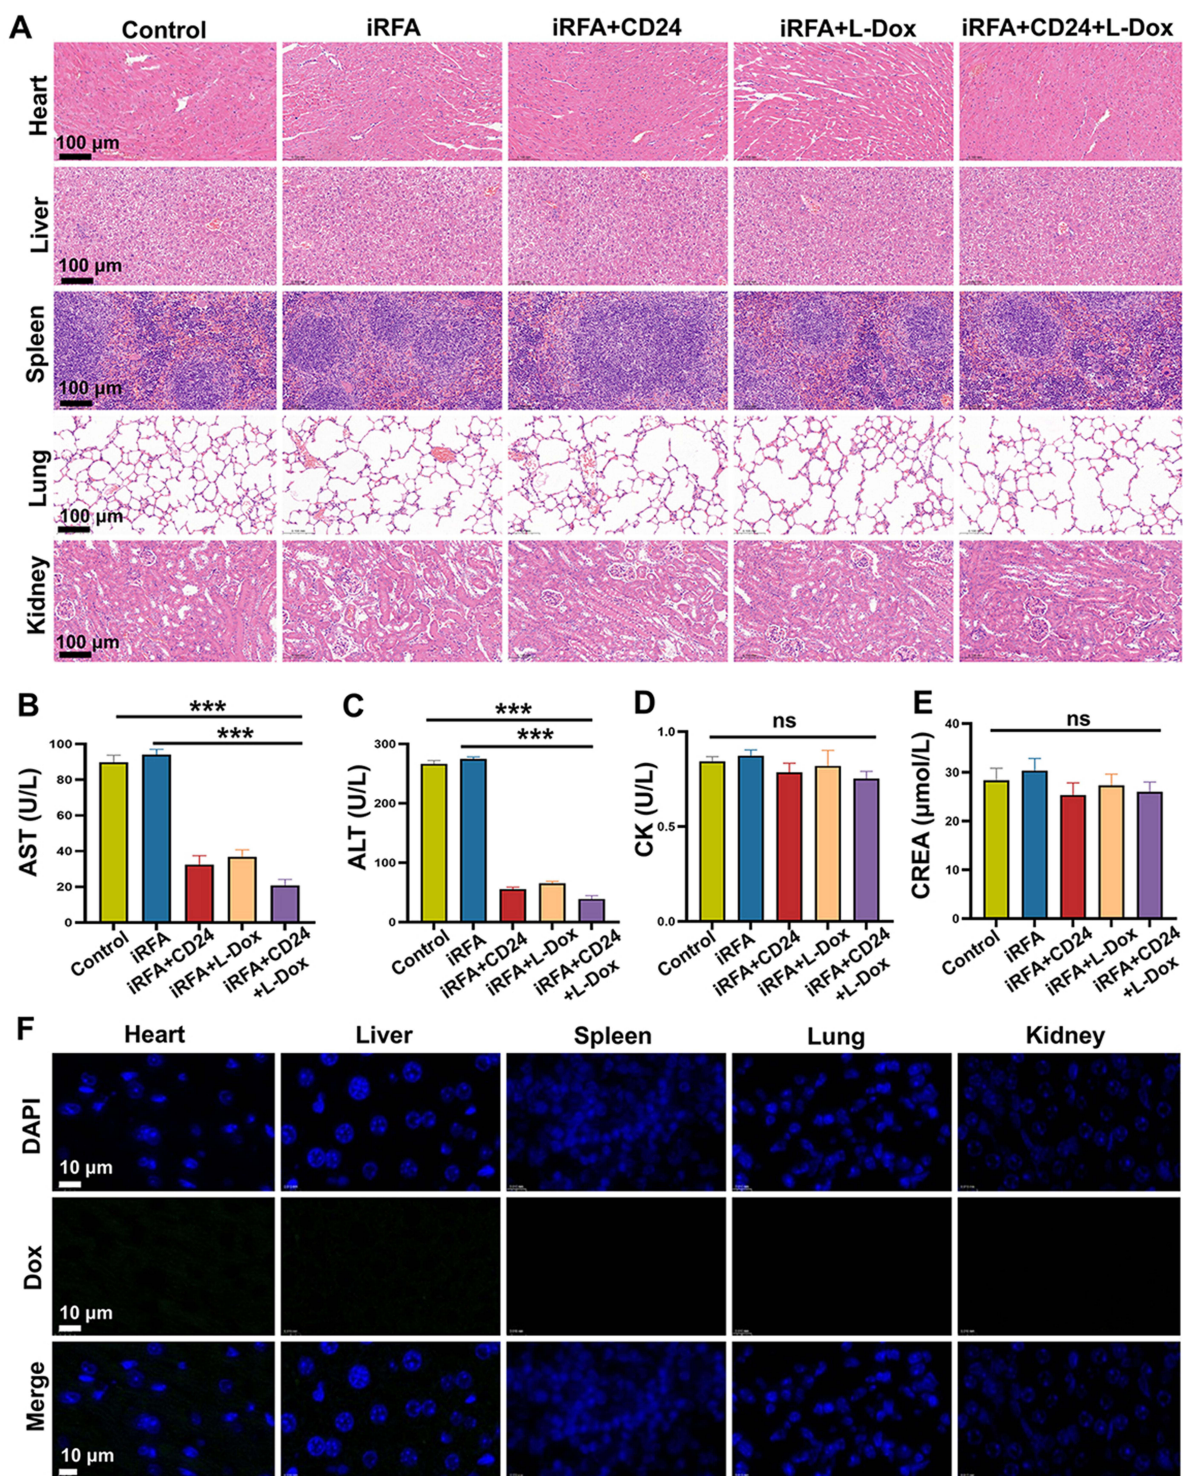 A
Control iRFA iRFA+CD24 iRFA+L-Dox iRFA+CD24+L-Dox
Heart
100 µm
Liver
100 µm
Spleen
100 µm
Lung
100 µm
Kidney
100 µm
B
***
***
AST (U/L)
100
80
60
40
20
0
Control
iRFA
iRFA+CD24
iRFA+L-Dox
iRFA+CD24
+L-Dox
C
***
***
ALT (U/L)
300
200
100
0
Control
iRFA
iRFA+CD24
iRFA+L-Dox
iRFA+CD24
+L-Dox
D
ns
CK (U/L)
1.0
0.5
0.0
Control
iRFA
iRFA+CD24
iRFA+L-Dox
iRFA+CD24
+L-Dox
E
ns
CREA (µmol/L)
40
30
20
10
0
Control
iRFA
iRFA+CD24
iRFA+L-Dox
iRFA+CD24
+L-Dox
F
Heart Liver Spleen Lung Kidney
DAPI
10 µm
Dox
10 µm
Merge
10 µm